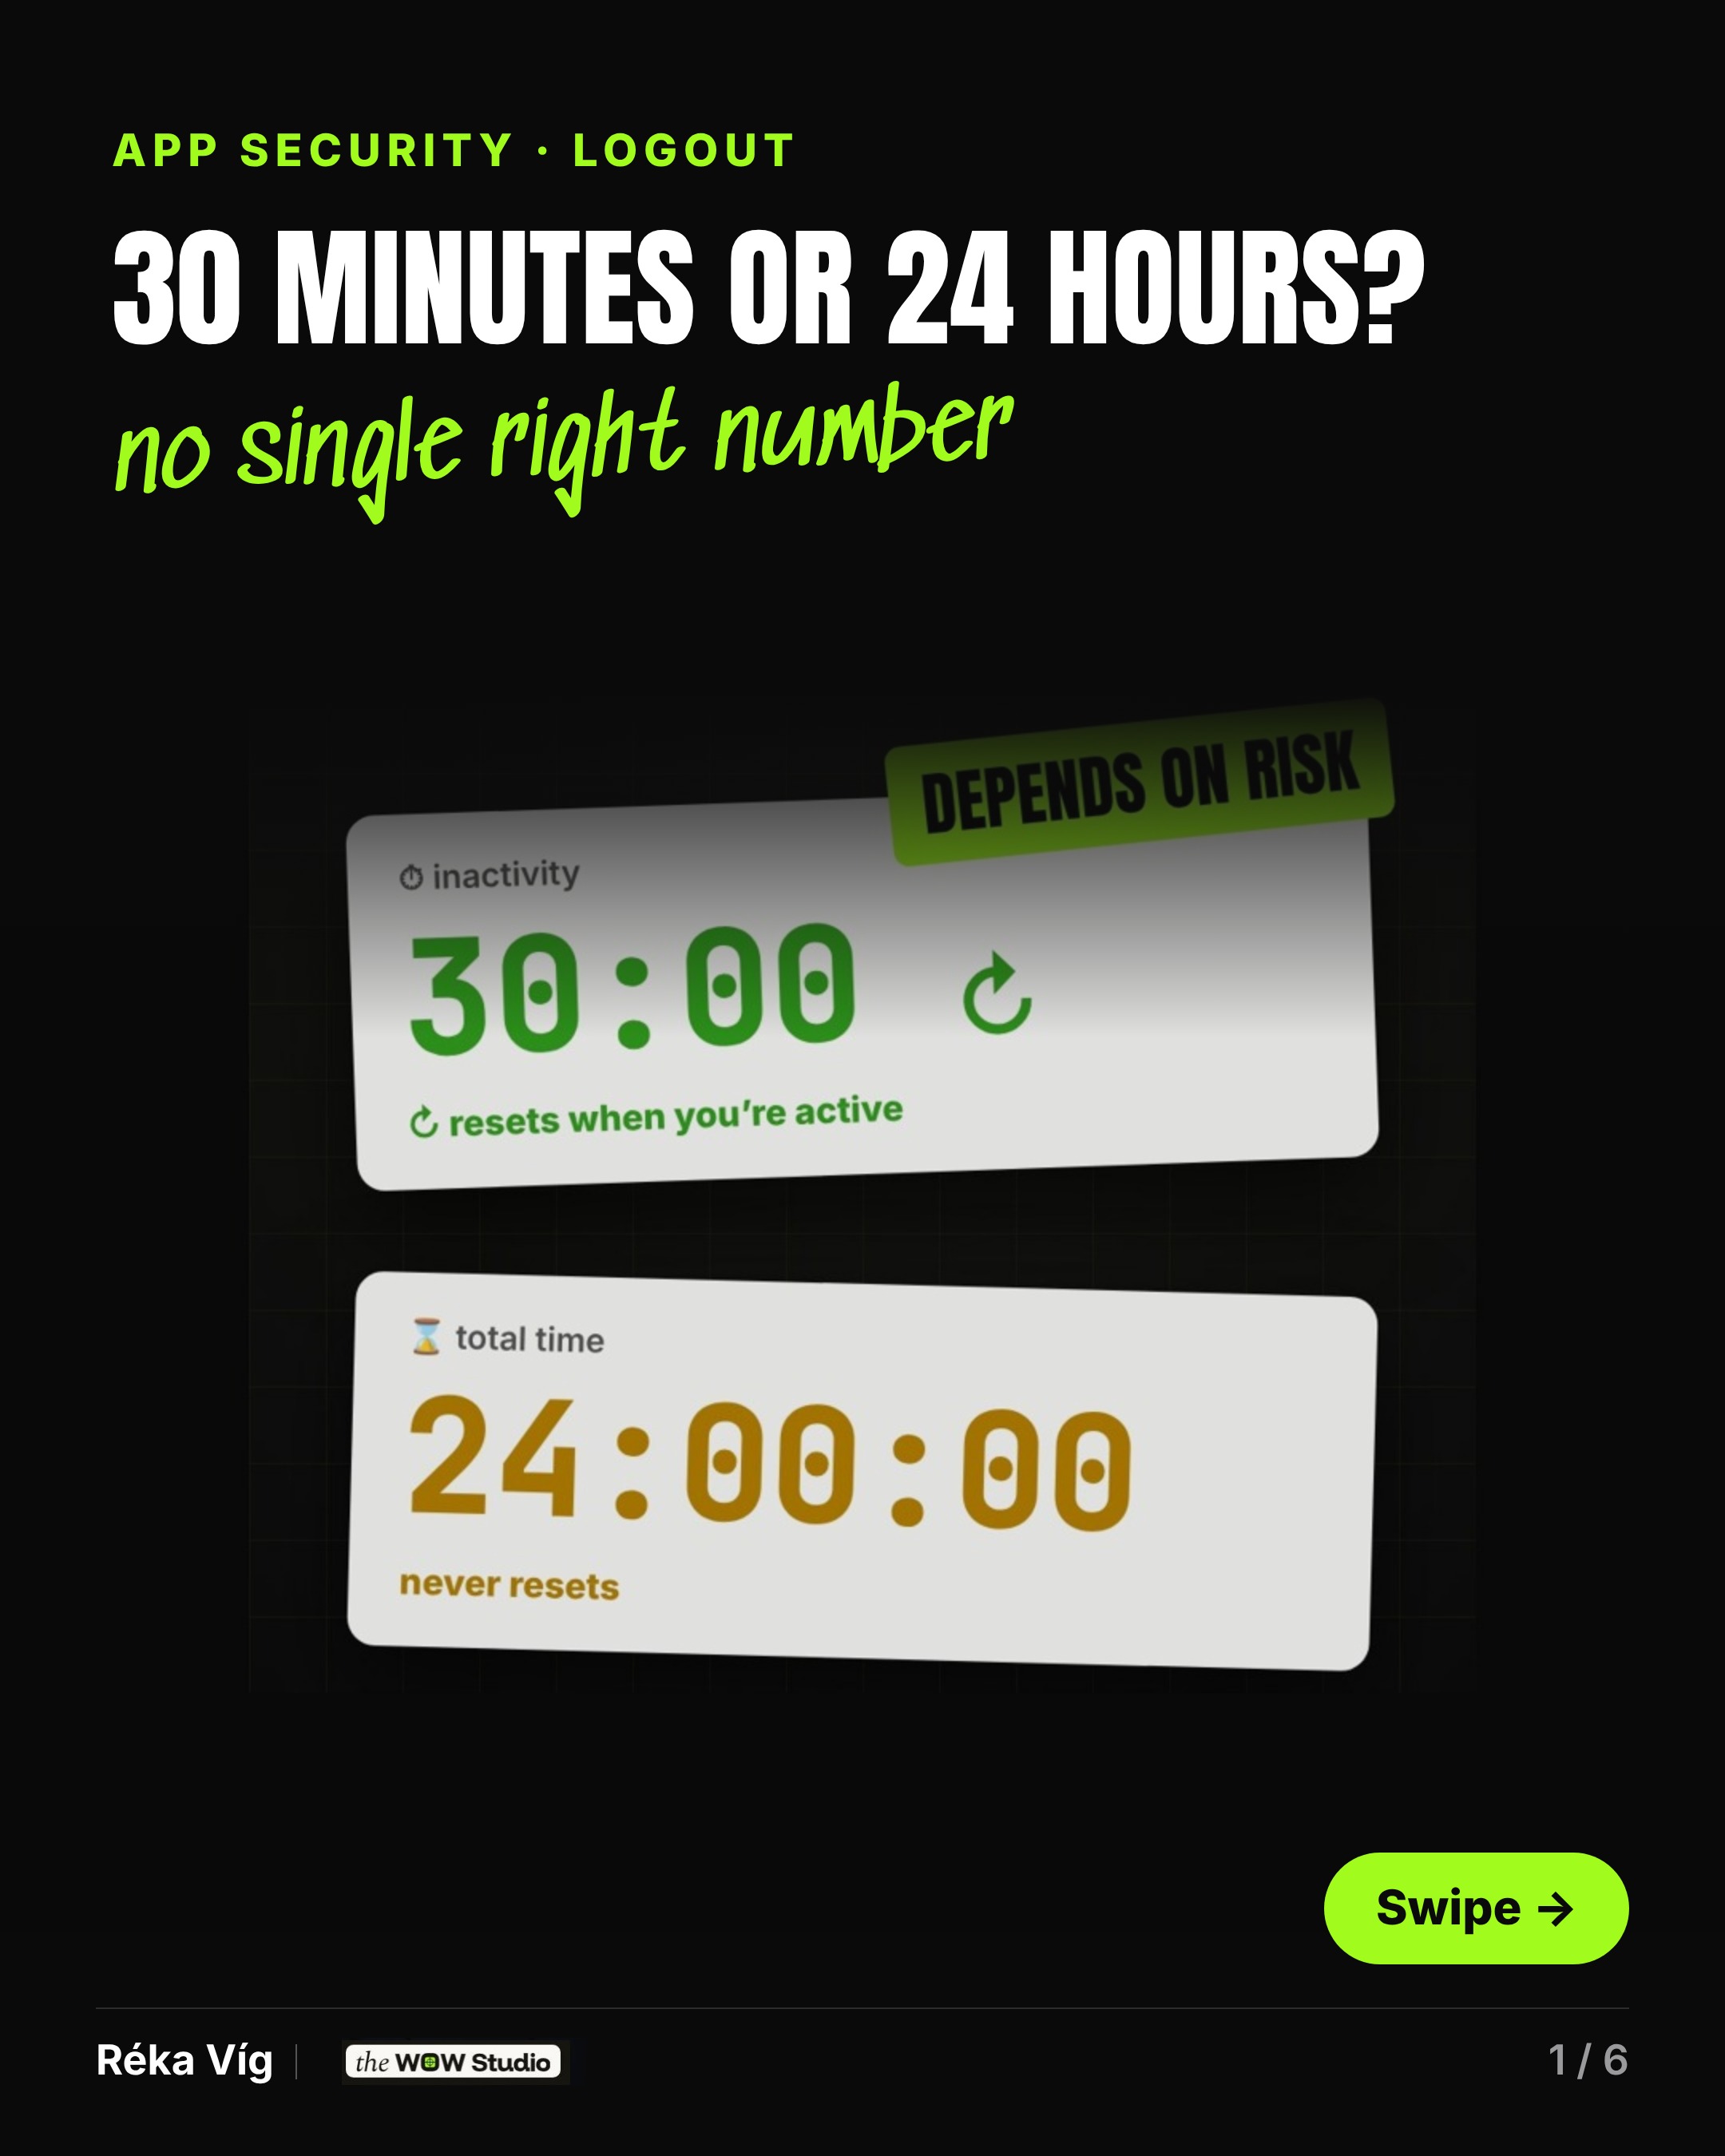 APP SECURITY · LOGOUT
30 MINUTES OR 24 HOURS?
no single right number
DEPENDS ON RISK
⏱ inactivity
30:00 ↻
↻ resets when you’re active
⌛ total time
24:00:00
never resets
Swipe →
Réka Víg
the WOW Studio
1 / 6